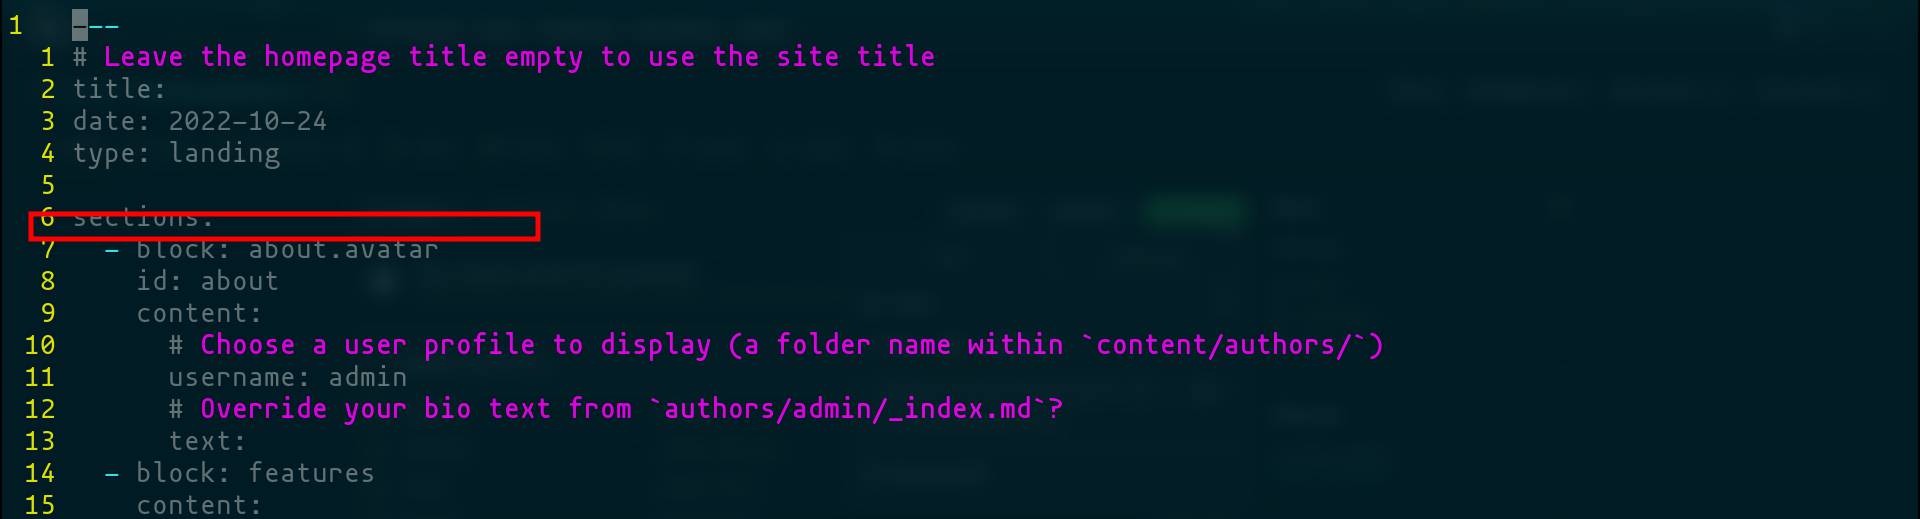 1 ---
1 # Leave the homepage title empty to use the site title
2 title:
3 date: 2022-10-24
4 type: landing
5
6 sections:
7 - block: about.avatar
8 id: about
9 content:
10 # Choose a user profile to display (a folder name within `content/authors/`)
11 username: admin
12 # Override your bio text from `authors/admin/_index.md`?
13 text:
14 - block: features
15 content: